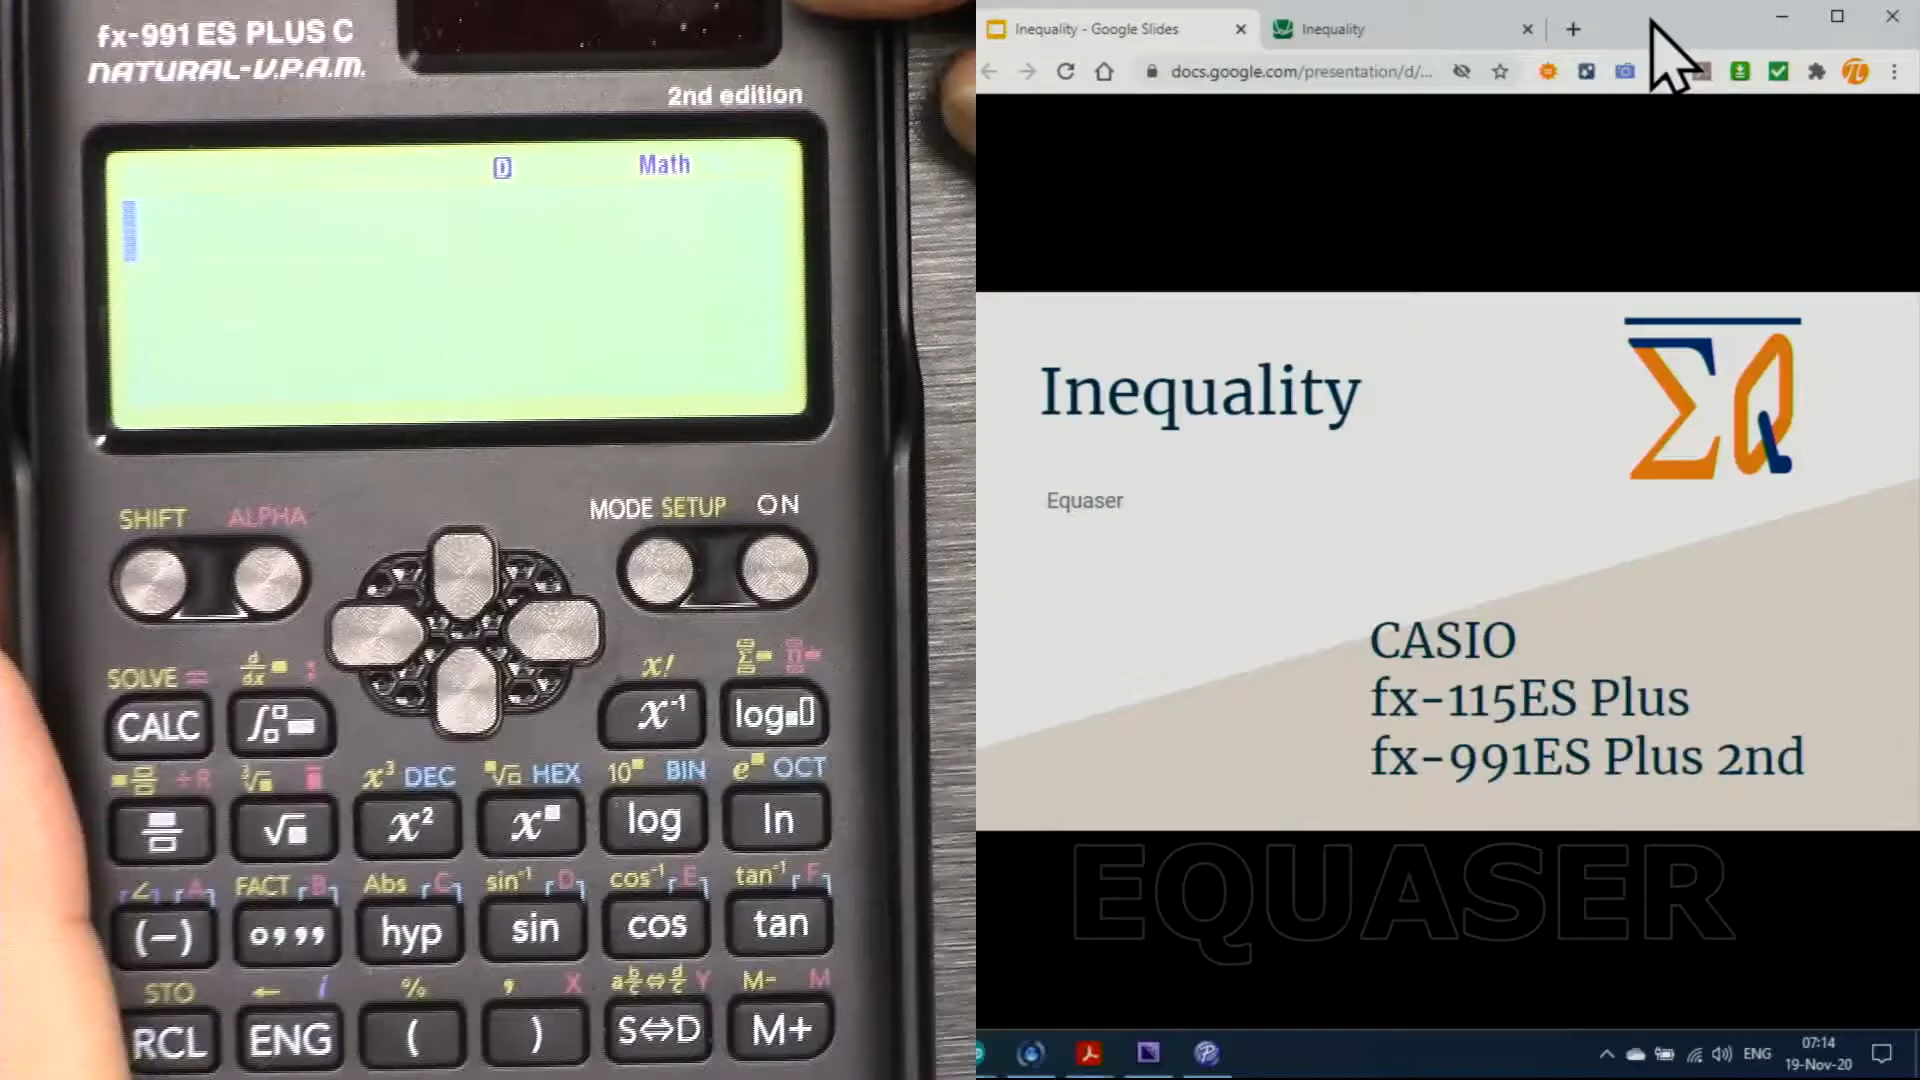 fx-991ES PLUS C
NATURAL-V.P.A.M.
2nd edition
D Math
SHIFT ALPHA MODE SETUP ON
SOLVE = d/dx x! Σ
CALC x⁻¹ log
÷R ³√ x³ DEC √ HEX 10 BIN e OCT
√ x² x log ln
∠ A FACT B Abs C sin⁻¹ D cos⁻¹ E tan⁻¹ F
(−) hyp sin cos tan
STO ← i % , X a b/c ⇔ d/c Y M− M
RCL ENG ( ) S⇔D M+
Inequality - Google Slides
Inequality
docs.google.com/presentation/d/...
Inequality
ΣQ
Equaser
CASIO
fx-115ES Plus
fx-991ES Plus 2nd
EQUASER
ENG
07:14
19-Nov-20